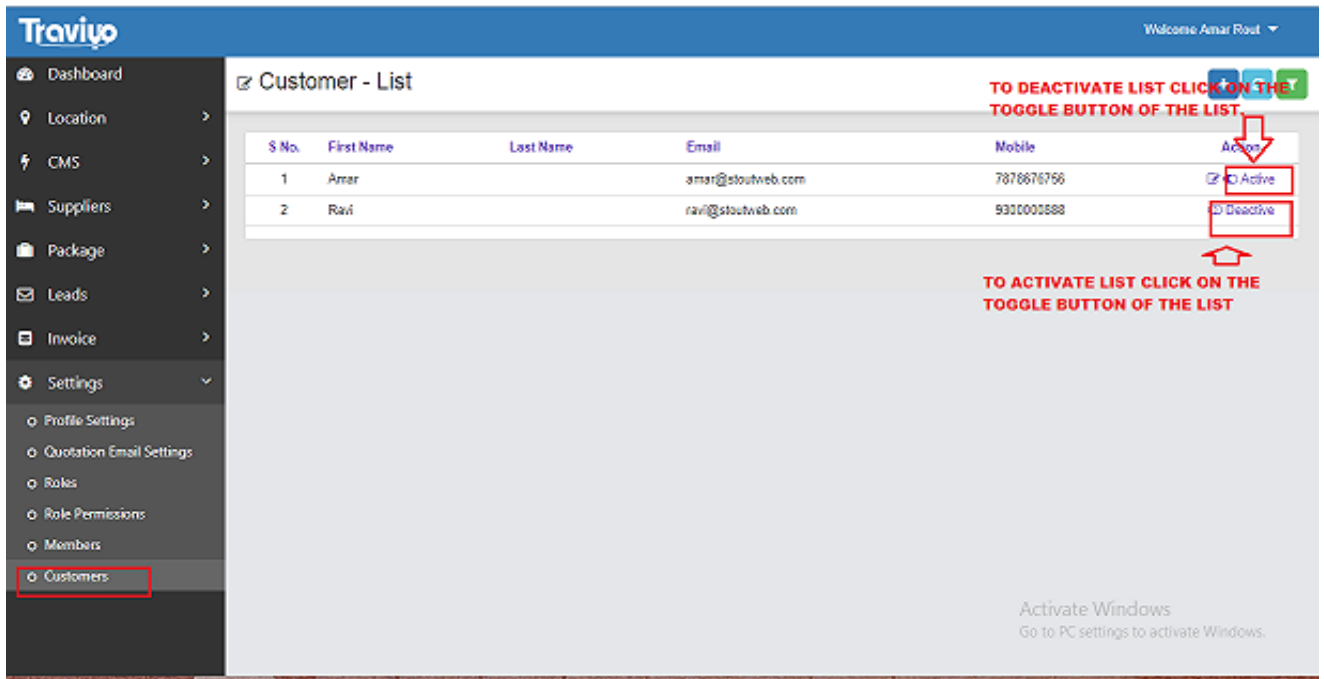 Traviyo
Welcome Amar Rout
Dashboard
Location
CMS
Suppliers
Package
Leads
Invoice
Settings
Profile Settings
Quotation Email Settings
Roles
Role Permissions
Members
Customers
Customer - List
TO DEACTIVATE LIST CLICK ON THE
TOGGLE BUTTON OF THE LIST.
S No. First Name Last Name Email Mobile Action
1 Amar amar@stoutweb.com 7878676756 Active
2 Ravi ravi@stoutweb.com Deactive
TO ACTIVATE LIST CLICK ON THE
TOGGLE BUTTON OF THE LIST
Activate Windows
Go to PC settings to activate Windows.